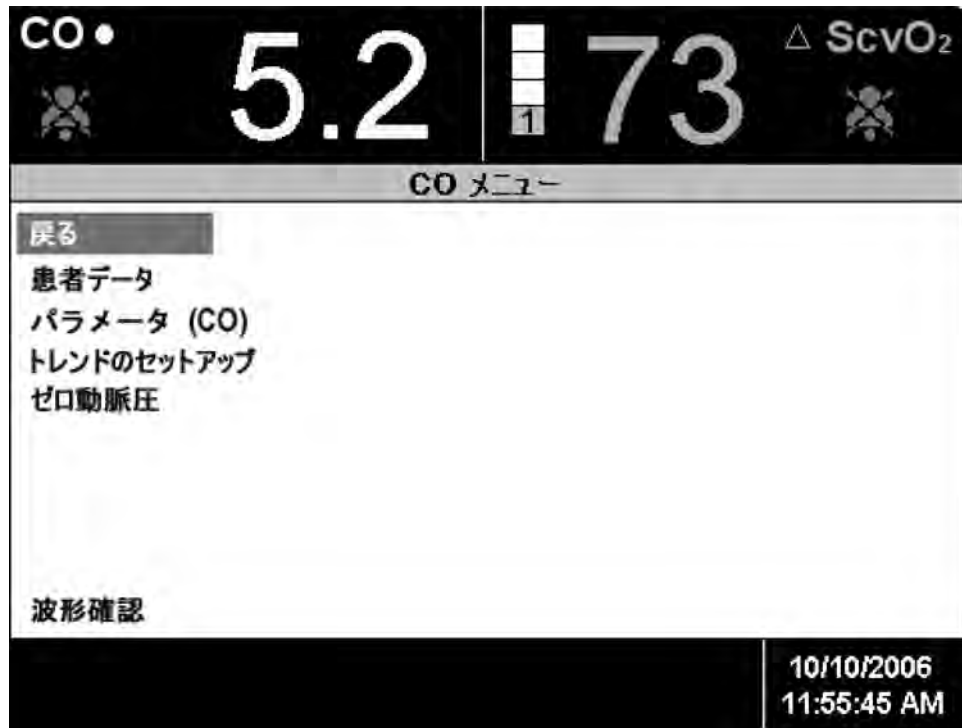 CO ● 5.2 1 73 △ ScvO₂
CO メニュー
戻る
患者データ
パラメータ (CO)
トレンドのセットアップ
ゼロ動脈圧
波形確認
10/10/2006
11:55:45 AM